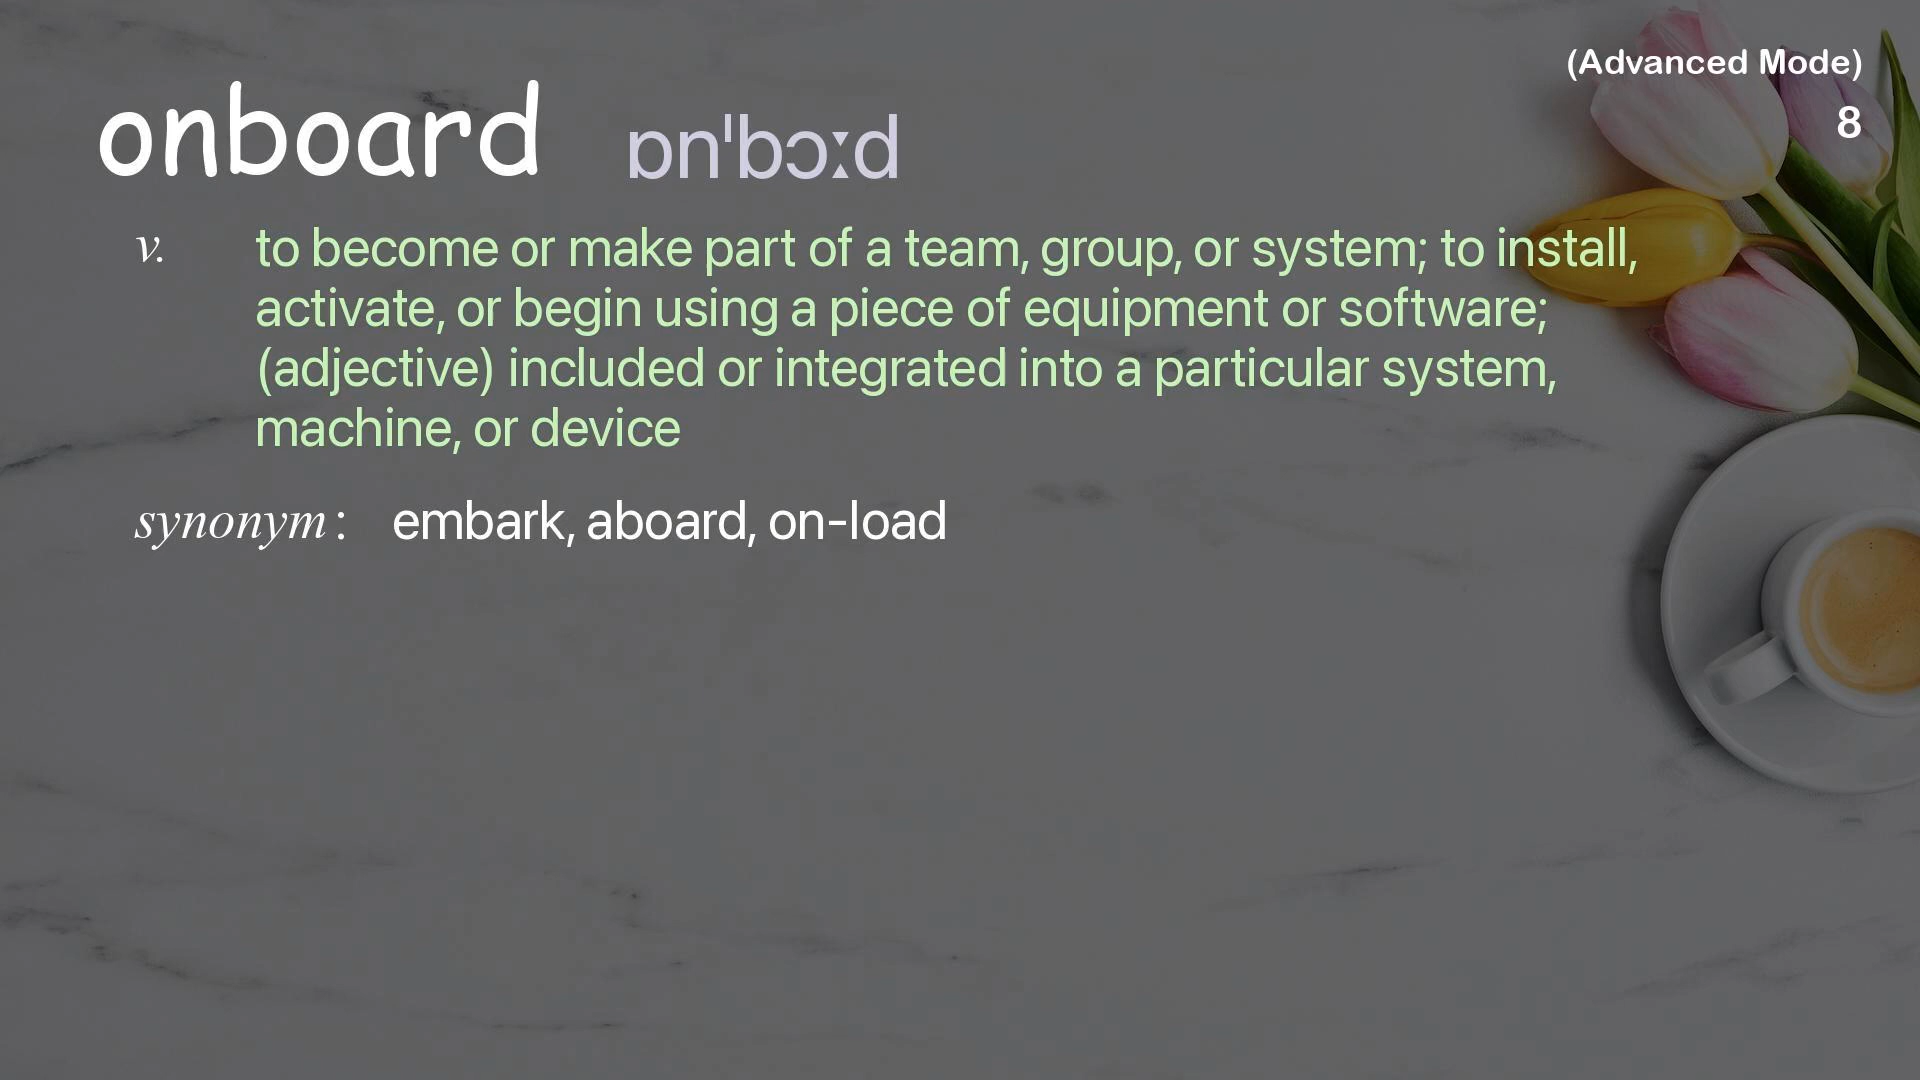 (Advanced Mode)
8
onboard ɒnˈbɔːd
v. to become or make part of a team, group, or system; to install,
activate, or begin using a piece of equipment or software;
(adjective) included or integrated into a particular system,
machine, or device
synonym: embark, aboard, on-load